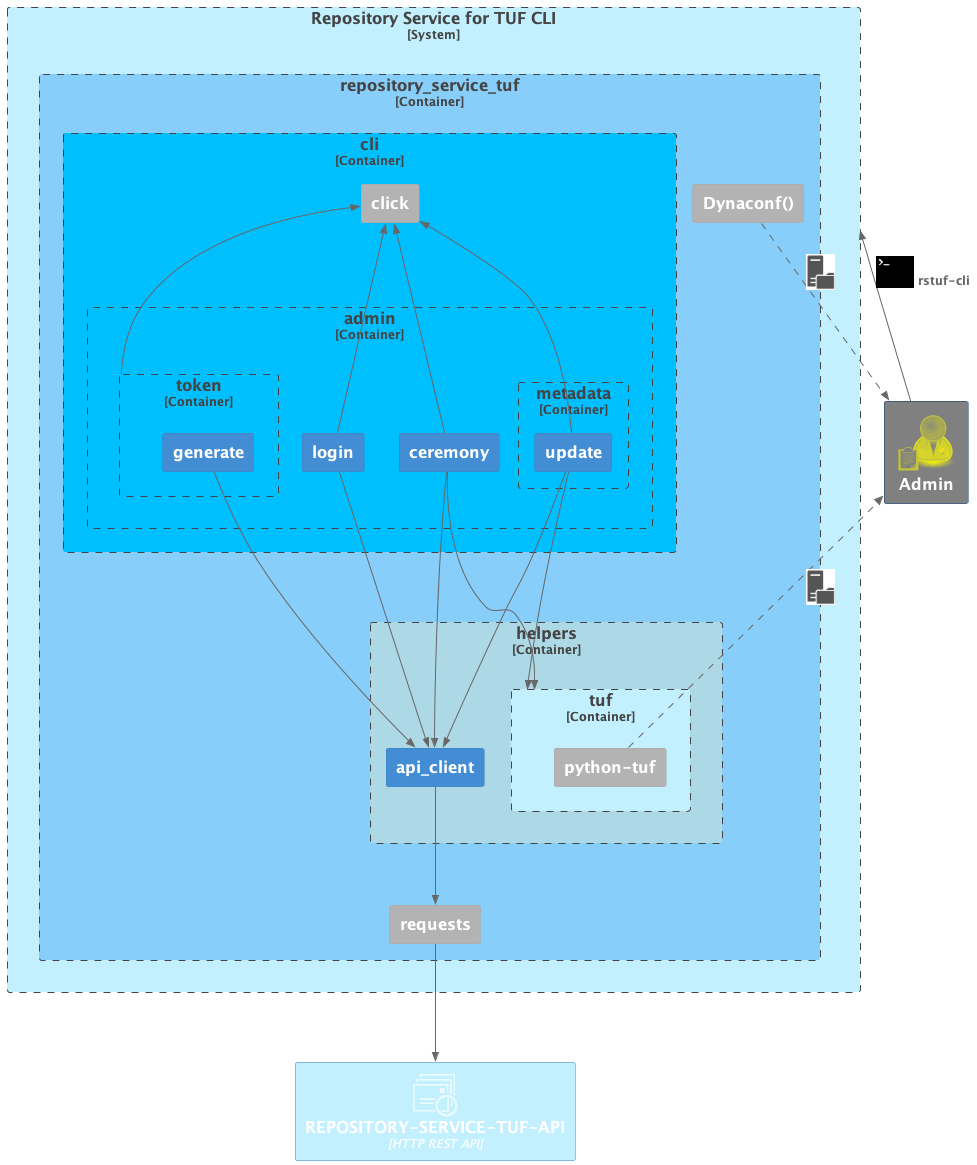 Repository Service for TUF CLI
[System]
repository_service_tuf
[Container]
cli
[Container]
click
Dynaconf()
>_
rstuf-cli
admin
[Container]
token
[Container]
metadata
[Container]
generate
login
ceremony
update
Admin
helpers
[Container]
tuf
[Container]
api_client
python-tuf
requests
REPOSITORY-SERVICE-TUF-API
[HTTP REST API]